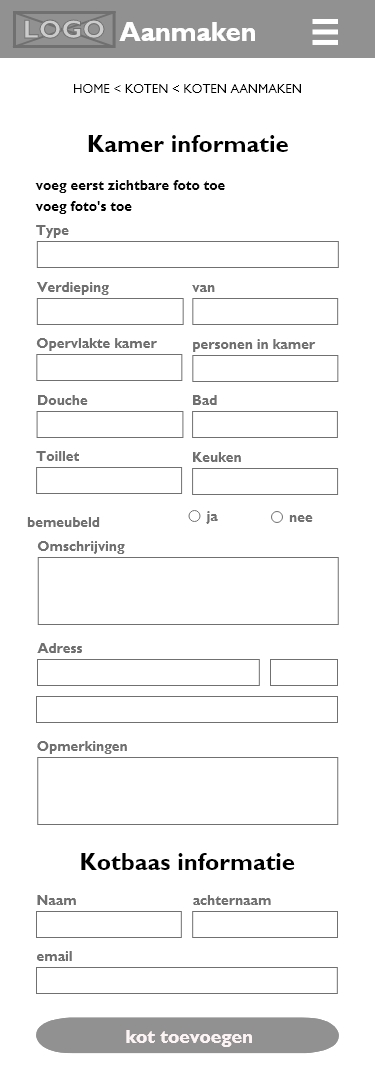 LOGO Aanmaken
HOME < KOTEN < KOTEN AANMAKEN
Kamer informatie
voeg eerst zichtbare foto toe
voeg foto's toe
Type
Verdieping van
Opervlakte kamer personen in kamer
Douche Bad
Toillet Keuken
bemeubeld ja nee
Omschrijving
Adress
Opmerkingen
Kotbaas informatie
Naam achternaam
email
kot toevoegen